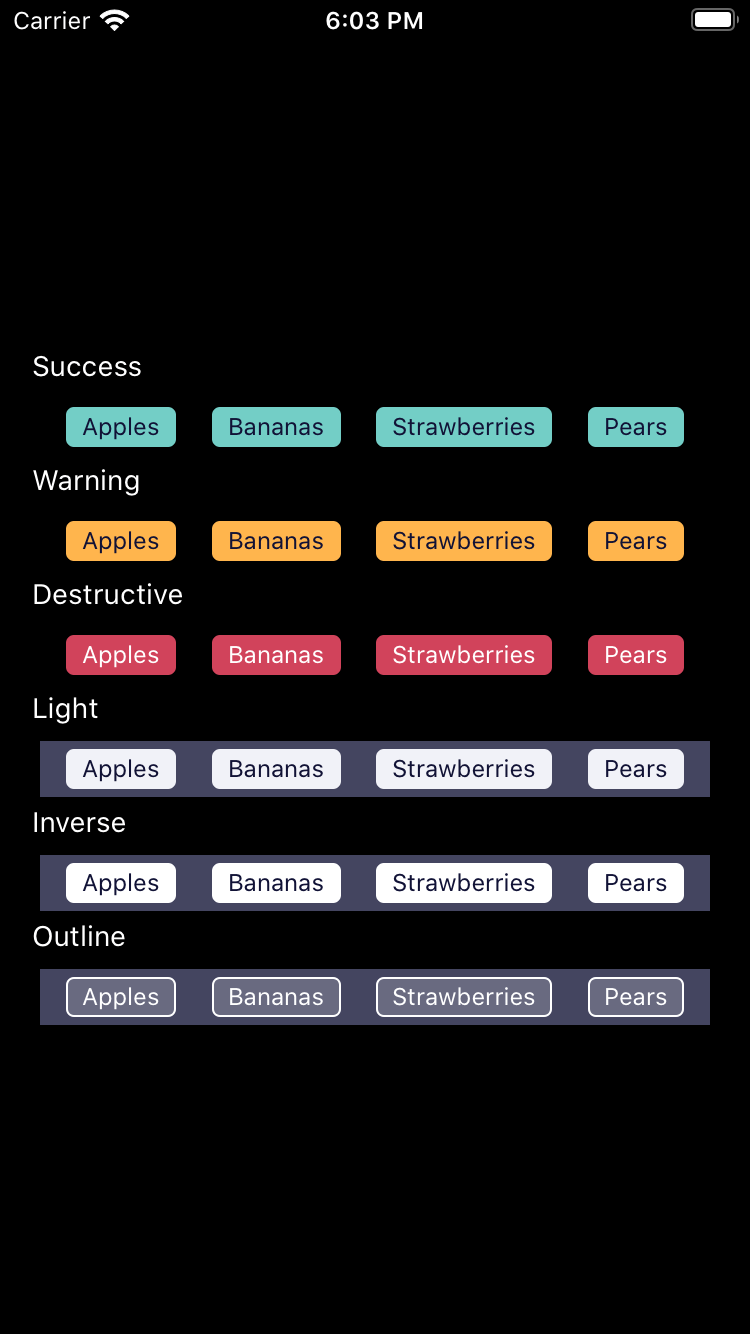 Carrier 6:03 PM
Success
Apples Bananas Strawberries Pears
Warning
Apples Bananas Strawberries Pears
Destructive
Apples Bananas Strawberries Pears
Light
Apples Bananas Strawberries Pears
Inverse
Apples Bananas Strawberries Pears
Outline
Apples Bananas Strawberries Pears